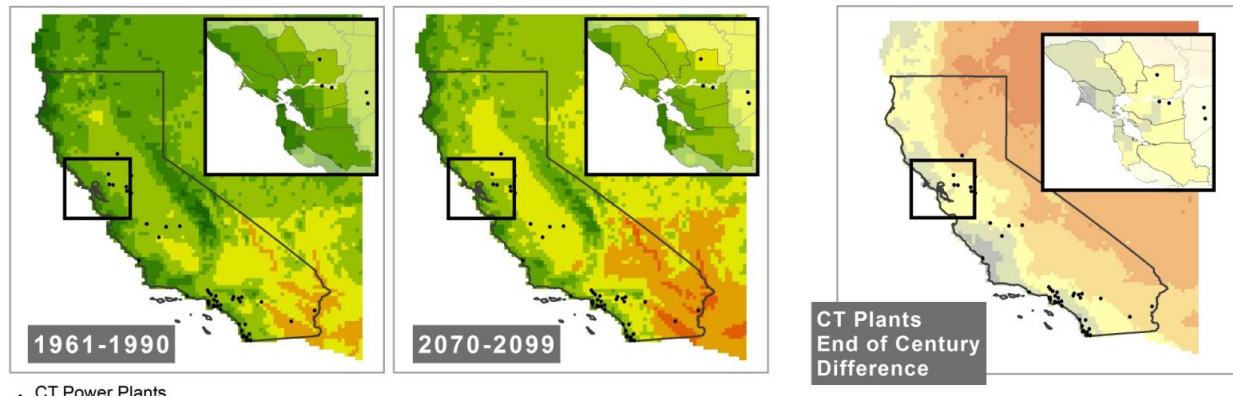 1961-1990
2070-2099
CT Plants
End of Century
Difference
CT Power Plants